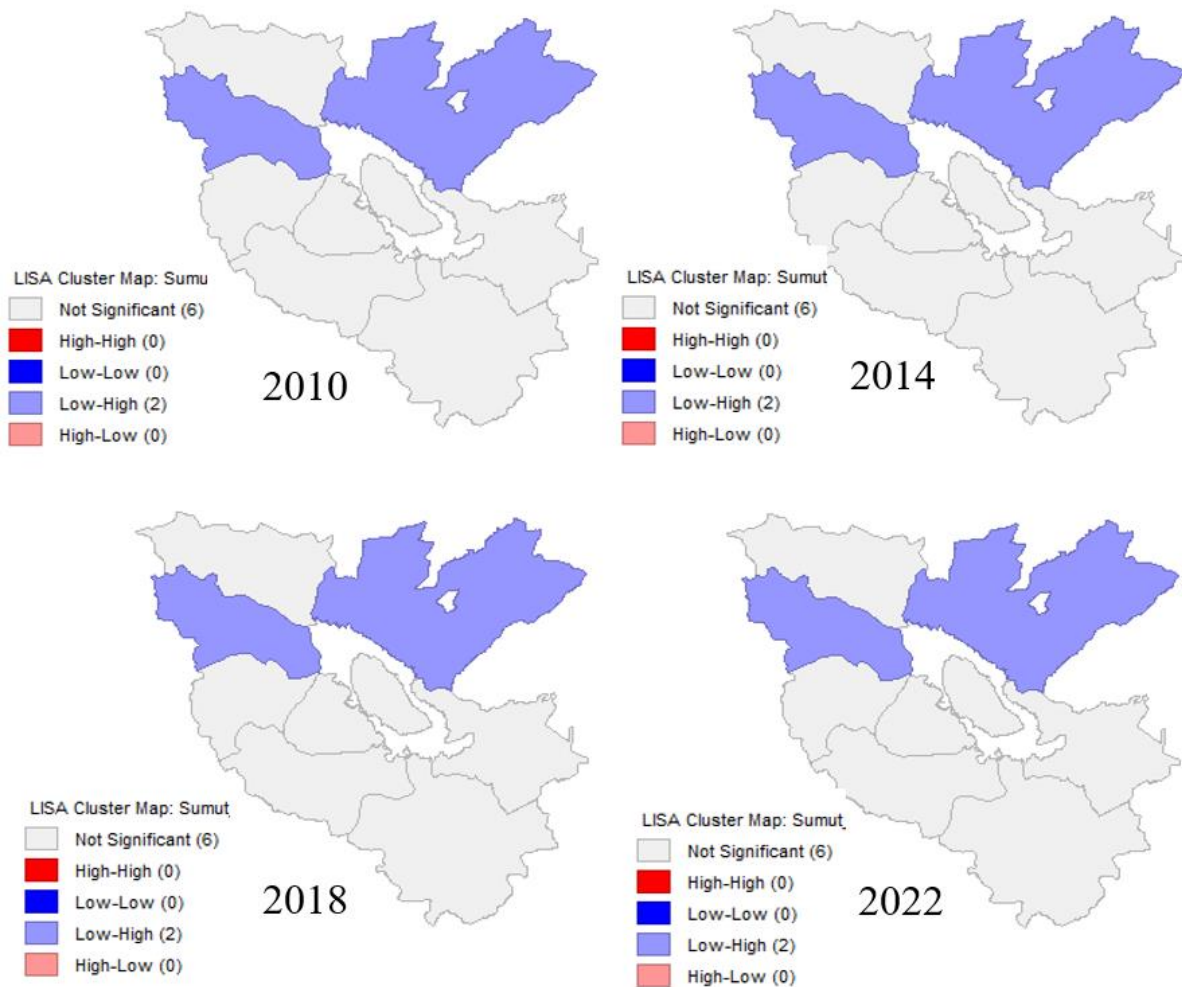 LISA Cluster Map: Sumu
Not Significant (6)
High-High (0)
Low-Low (0)
Low-High (2)
High-Low (0)
2010
LISA Cluster Map: Sumut
Not Significant (6)
High-High (0)
Low-Low (0)
Low-High (2)
High-Low (0)
2014
LISA Cluster Map: Sumut
Not Significant (6)
High-High (0)
Low-Low (0)
Low-High (2)
High-Low (0)
2018
LISA Cluster Map: Sumut_
Not Significant (6)
High-High (0)
Low-Low (0)
Low-High (2)
High-Low (0)
2022